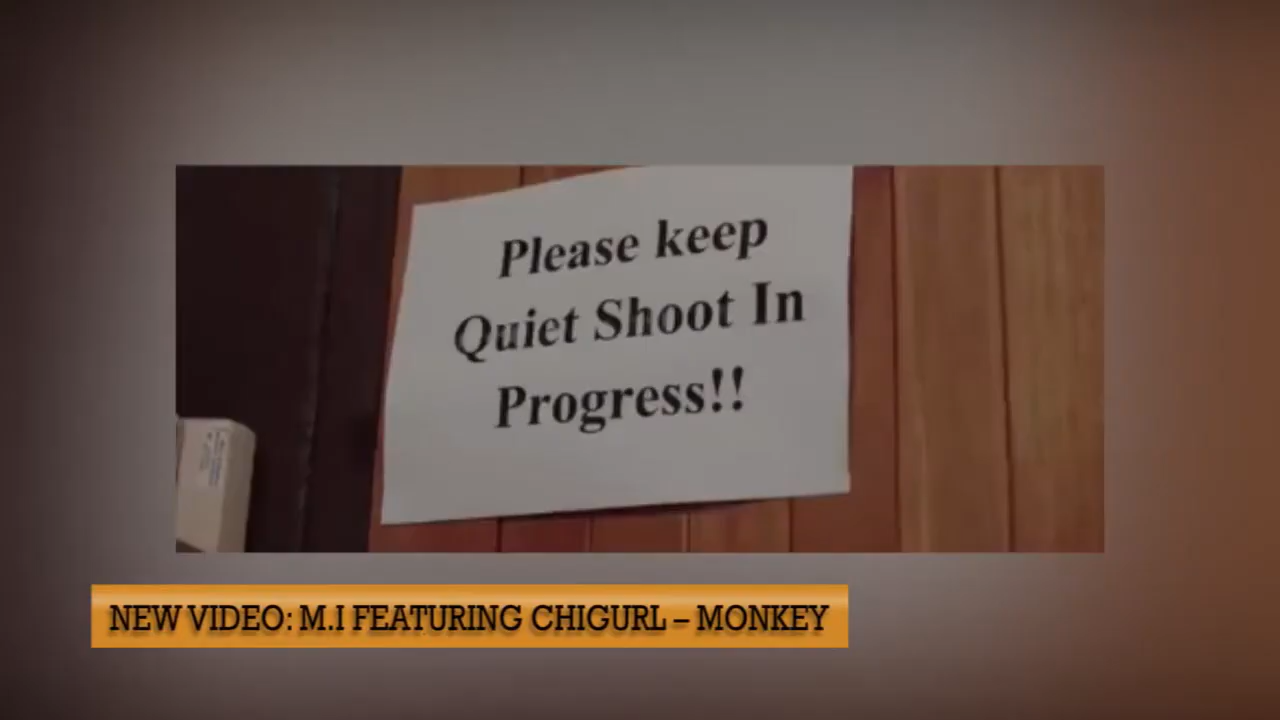 Please keep
Quiet Shoot In
Progress!!
NEW VIDEO: M.I FEATURING CHIGURL – MONKEY